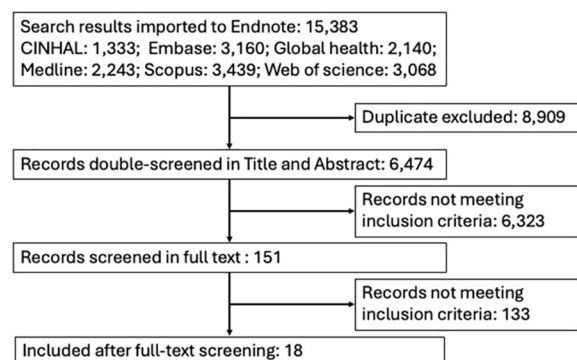 Search results imported to Endnote: 15,383
CINHAL: 1,333;  Embase: 3,160; Global health: 2,140;
Medline: 2,243; Scopus: 3,439; Web of science: 3,068
Duplicate excluded: 8,909
Records double-screened in Title and Abstract: 6,474
Records not meeting
inclusion criteria: 6,323
Records screened in full text : 151
Records not meeting
inclusion criteria: 133
Included after full-text screening: 18